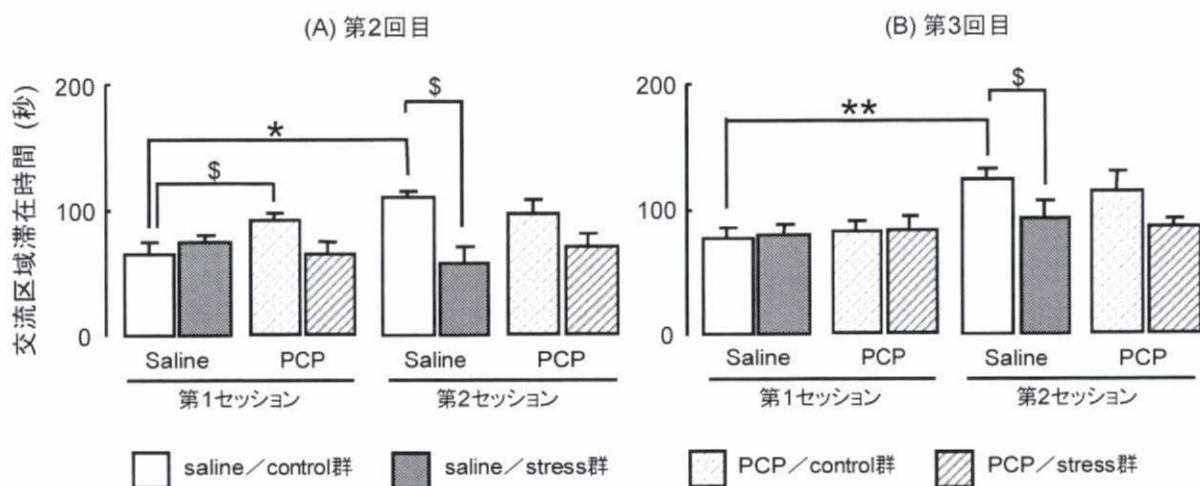 (A) 第2回目
(B) 第3回目
交流区域滞在時間 (秒)
200
100
0
*
$
$
Saline PCP Saline PCP
第1セッション 第2セッション
200
100
0
**
$
Saline PCP Saline PCP
第1セッション 第2セッション
saline／control群 saline／stress群 PCP／control群 PCP／stress群